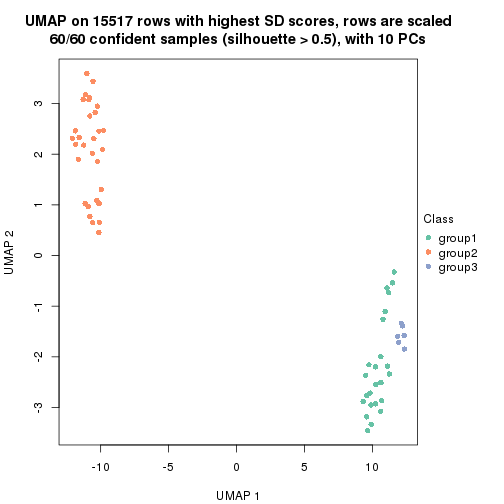 UMAP on 15517 rows with highest SD scores, rows are scaled
60/60 confident samples (silhouette > 0.5), with 10 PCs
3
2
1
0
-1
-2
-3
UMAP 2
-10
-5
0
5
10
UMAP 1
Class
group1
group2
group3